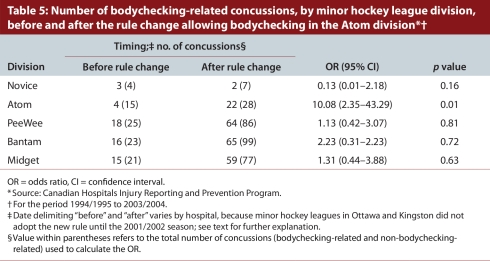 Table 5: Number of bodychecking-related concussions, by minor hockey league division,
before and after the rule change allowing bodychecking in the Atom division*†
Timing;‡ no. of concussions§
Division Before rule change After rule change OR (95% CI) p value
Novice 3 (4) 2 (7) 0.13 (0.01–2.18) 0.16
Atom 4 (15) 22 (28) 10.08 (2.35–43.29) 0.01
PeeWee 18 (25) 64 (86) 1.13 (0.42–3.07) 0.81
Bantam 16 (23) 65 (99) 2.23 (0.31–2.23) 0.72
Midget 15 (21) 59 (77) 1.31 (0.44–3.88) 0.63
OR = odds ratio, CI = confidence interval.
*Source: Canadian Hospitals Injury Reporting and Prevention Program.
†For the period 1994/1995 to 2003/2004.
‡Date delimiting “before” and “after” varies by hospital, because minor hockey leagues in Ottawa and Kingston did not
adopt the new rule until the 2001/2002 season; see text for further explanation.
§Value within parentheses refers to the total number of concussions (bodychecking-related and non-bodychecking-
related) used to calculate the OR.